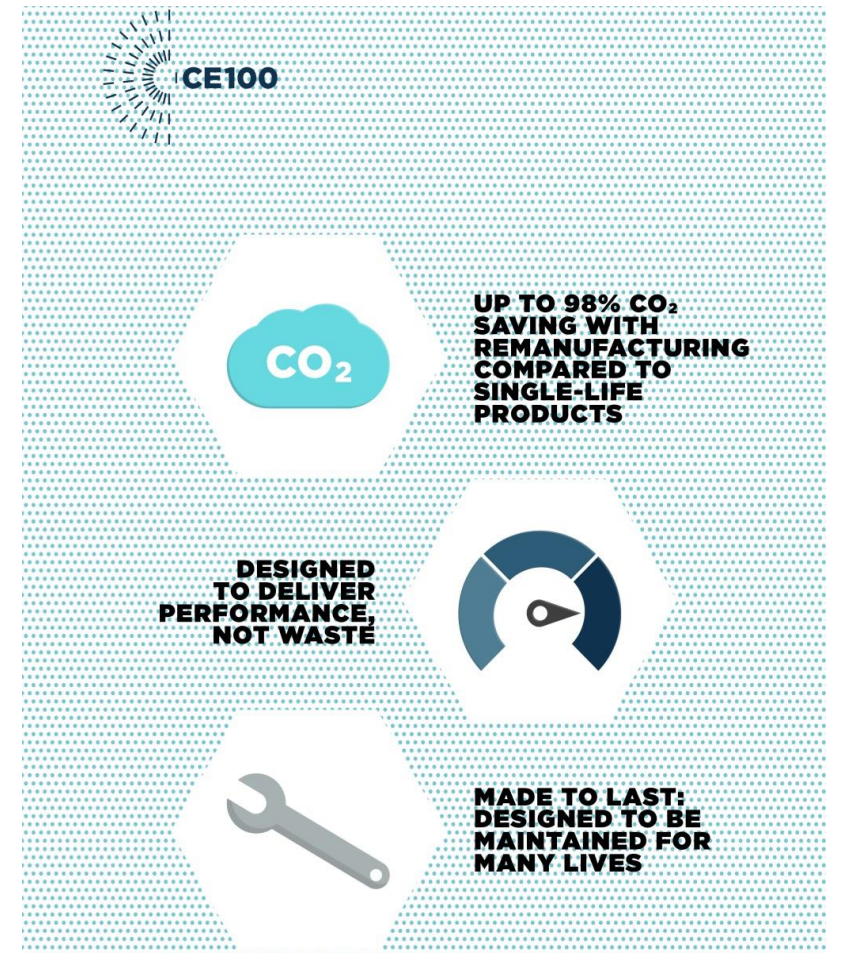 CE100
UP TO 98% CO₂
SAVING WITH
REMANUFACTURING
COMPARED TO
SINGLE-LIFE
PRODUCTS
CO₂
DESIGNED
TO DELIVER
PERFORMANCE,
NOT WASTE
MADE TO LAST:
DESIGNED TO BE
MAINTAINED FOR
MANY LIVES